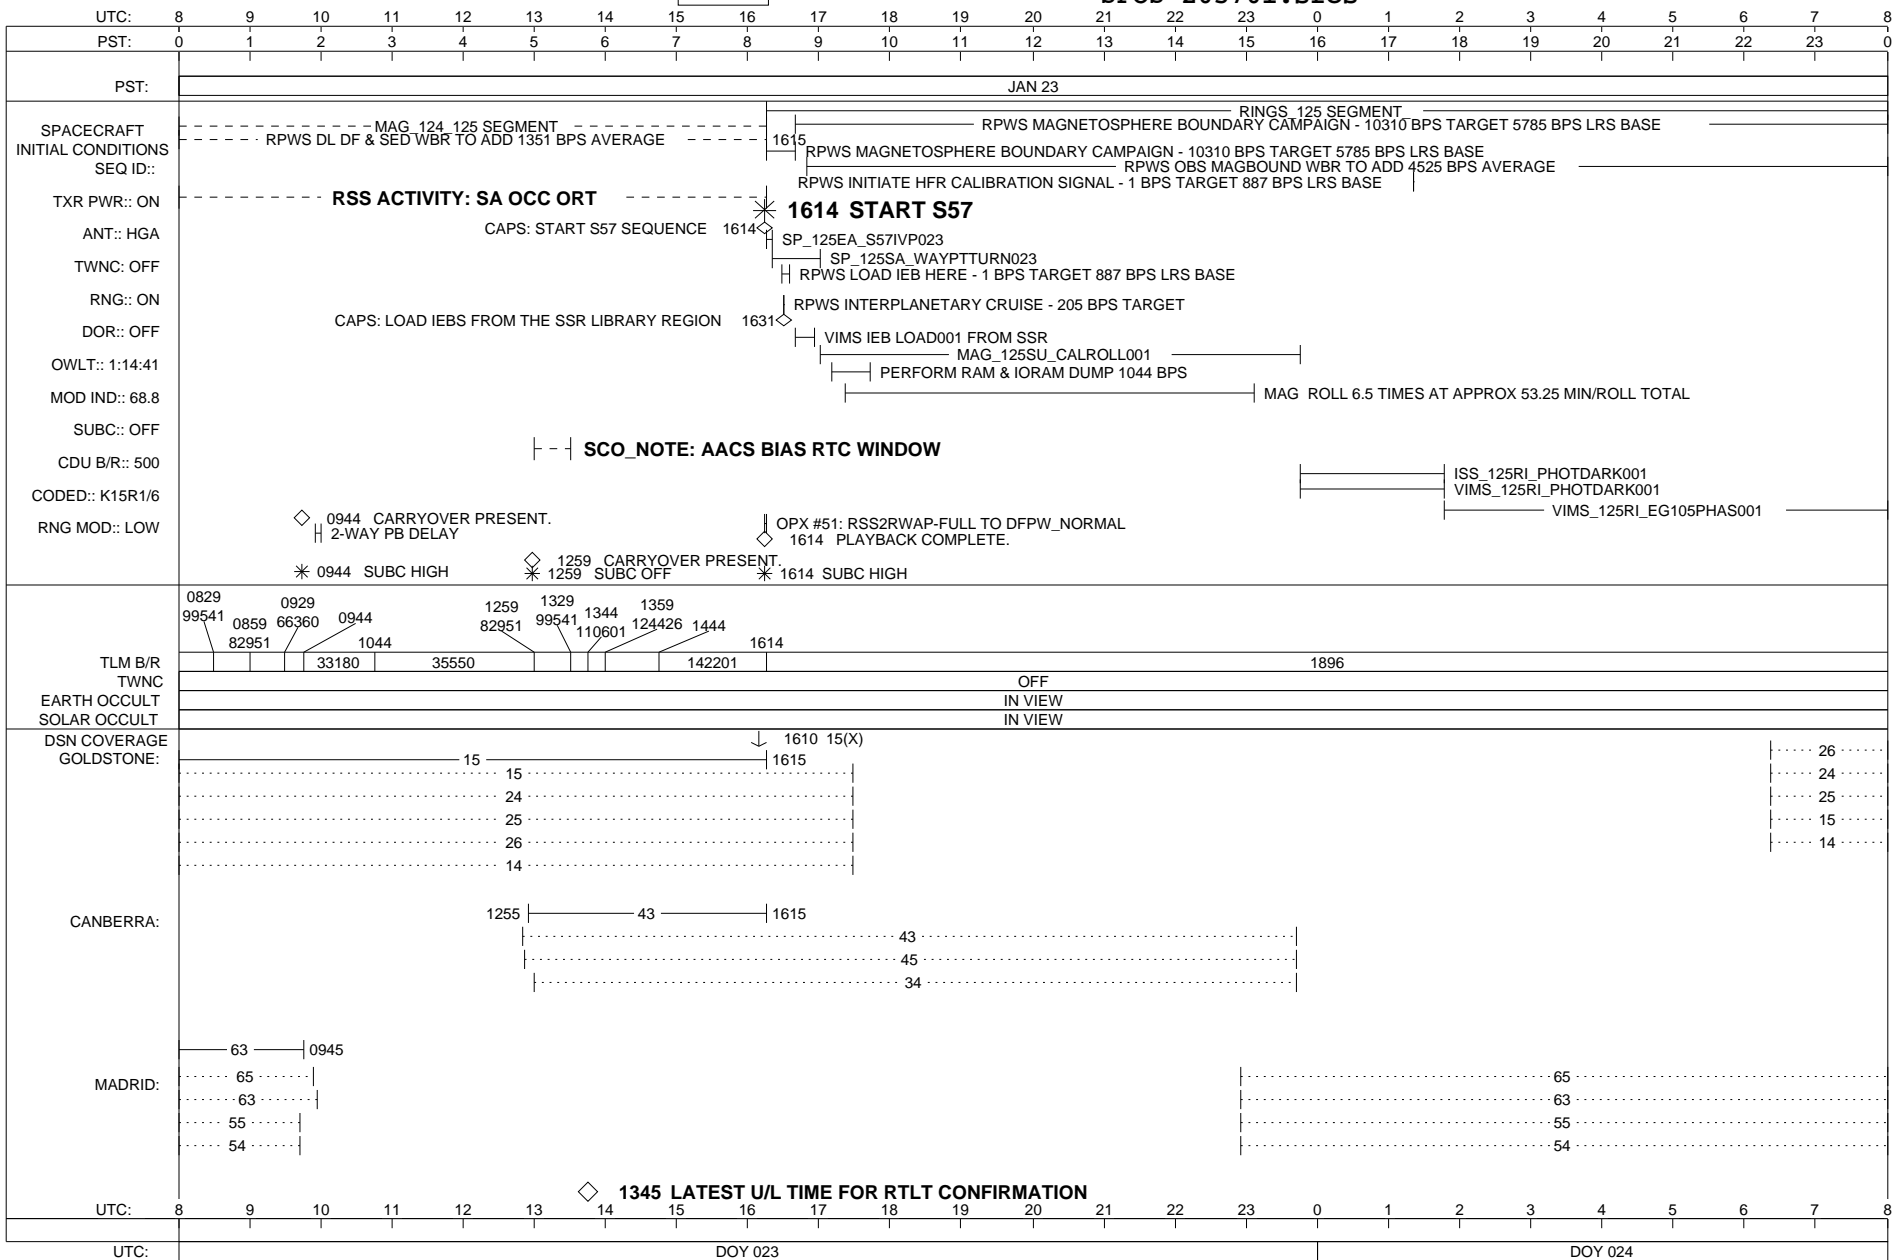 UTC: 8 9 10 11 12 13 14 15 16 17 18 19 20 21 22 23 0 1 2 3 4 5 6 7 8
PST: 0 1 2 3 4 5 6 7 8 9 10 11 12 13 14 15 16 17 18 19 20 21 22 23 0
PST: JAN 23
RINGS_125 SEGMENT
SPACECRAFT
INITIAL CONDITIONS
SEQ ID::
MAG_124_125 SEGMENT
RPWS MAGNETOSPHERE BOUNDARY CAMPAIGN - 10310 BPS TARGET 5785 BPS LRS BASE
RPWS DL DF & SED WBR TO ADD 1351 BPS AVERAGE
1615
RPWS MAGNETOSPHERE BOUNDARY CAMPAIGN - 10310 BPS TARGET 5785 BPS LRS BASE
RPWS OBS MAGBOUND WBR TO ADD 4525 BPS AVERAGE
RPWS INITIATE HFR CALIBRATION SIGNAL - 1 BPS TARGET 887 BPS LRS BASE
TXR PWR:: ON
RSS ACTIVITY: SA OCC ORT
1614 START S57
ANT:: HGA
CAPS: START S57 SEQUENCE 1614
SP_125EA_S57IVP023
SP_125SA_WAYPTTURN023
TWNC: OFF
RPWS LOAD IEB HERE - 1 BPS TARGET 887 BPS LRS BASE
RNG:: ON
RPWS INTERPLANETARY CRUISE - 205 BPS TARGET
CAPS: LOAD IEBS FROM THE SSR LIBRARY REGION 1631
DOR:: OFF
VIMS IEB LOAD001 FROM SSR
MAG_125SU_CALROLL001
OWLT:: 1:14:41
PERFORM RAM & IORAM DUMP 1044 BPS
MOD IND:: 68.8
MAG ROLL 6.5 TIMES AT APPROX 53.25 MIN/ROLL TOTAL
SUBC:: OFF
SCO_NOTE: AACS BIAS RTC WINDOW
CDU B/R:: 500
ISS_125RI_PHOTDARK001
VIMS_125RI_PHOTDARK001
CODED:: K15R1/6
VIMS_125RI_EG105PHAS001
RNG MOD:: LOW
0944 CARRYOVER PRESENT.
2-WAY PB DELAY
OPX #51: RSS2RWAP-FULL TO DFPW_NORMAL
1614 PLAYBACK COMPLETE.
1259 CARRYOVER PRESENT.
0944 SUBC HIGH
1259 SUBC OFF
1614 SUBC HIGH
0829 0929 1259 1329 1359
99541 0859 66360 0944 82951 99541 1344 124426 1444
82951 1044 110601 1614
TLM B/R 33180 35550 142201 1896
TWNC OFF
EARTH OCCULT IN VIEW
SOLAR OCCULT IN VIEW
DSN COVERAGE
1610 15(X)
GOLDSTONE: 15 1615
26
15
24
24
25
25
15
26
14
14
CANBERRA: 1255 43 1615
43
45
34
63 0945
MADRID: 65 65
63 63
55 55
54 54
1345 LATEST U/L TIME FOR RTLT CONFIRMATION
UTC: 8 9 10 11 12 13 14 15 16 17 18 19 20 21 22 23 0 1 2 3 4 5 6 7 8
UTC: DOY 023 DOY 024